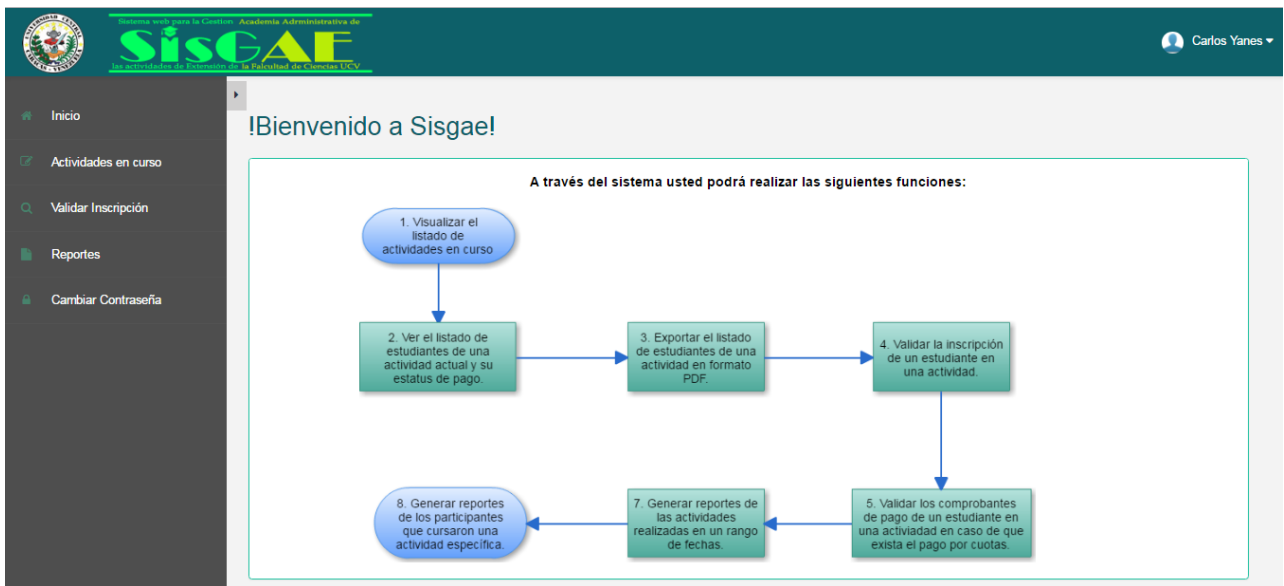 Sistema web para la Gestion Academia Administrativa de
SisGAE
las actividades de Extensión de la Falcultad de Ciencias UCV
Carlos Yanes
Inicio
Actividades en curso
Validar Inscripción
Reportes
Cambiar Contraseña
!Bienvenido a Sisgae!
A través del sistema usted podrá realizar las siguientes funciones:
1. Visualizar el
listado de
actividades en curso
2. Ver el listado de
estudiantes de una
actividad actual y su
estatus de pago.
3. Exportar el listado
de estudiantes de una
actividad en formato
PDF.
4. Validar la inscripción
de un estudiante en
una actividad.
5. Validar los comprobantes
de pago de un estudiante en
una activiadad en caso de que
exista el pago por cuotas.
7. Generar reportes de
las actividades
realizadas en un rango
de fechas.
8. Generar reportes
de los participantes
que cursaron una
actividad específica.